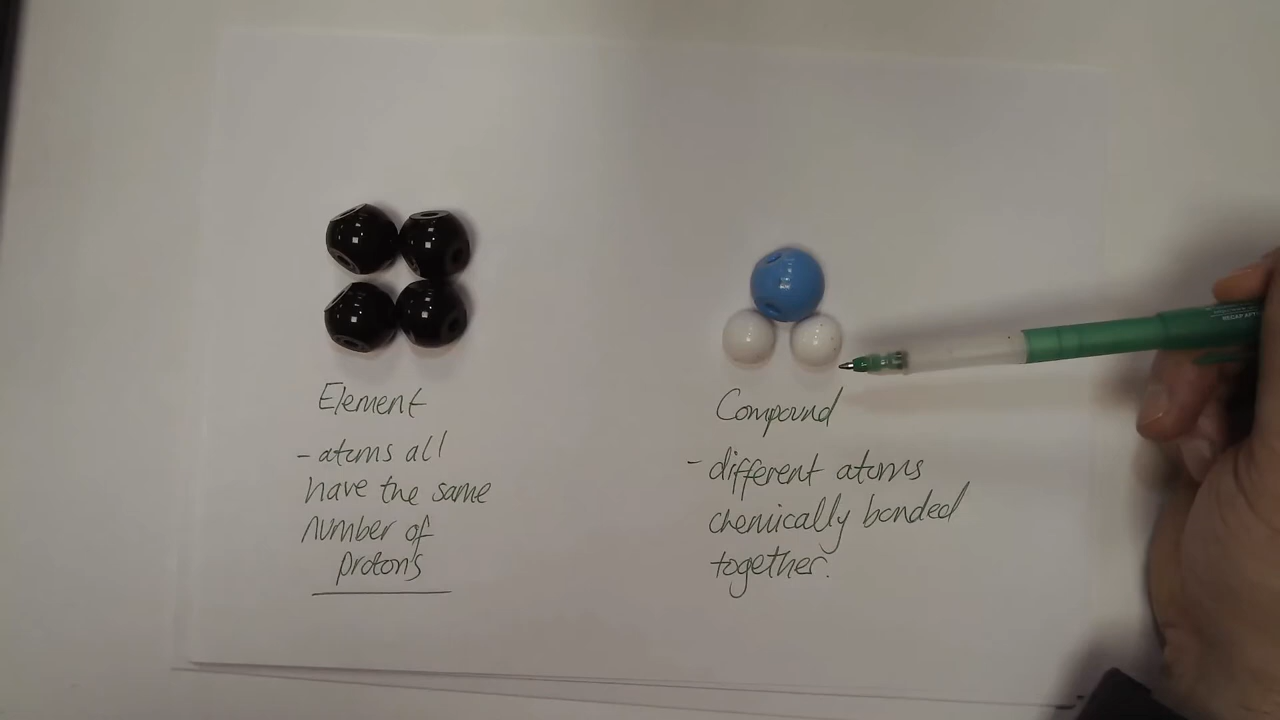 Element
- atoms all
have the same
number of
protons
Compound
- different atoms
chemically bonded
together.